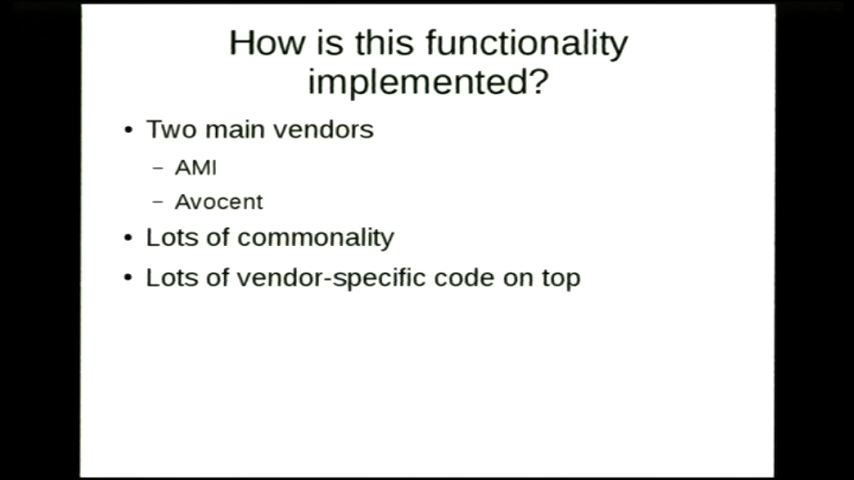 How is this functionality
implemented?
• Two main vendors
– AMI
– Avocent
• Lots of commonality
• Lots of vendor-specific code on top